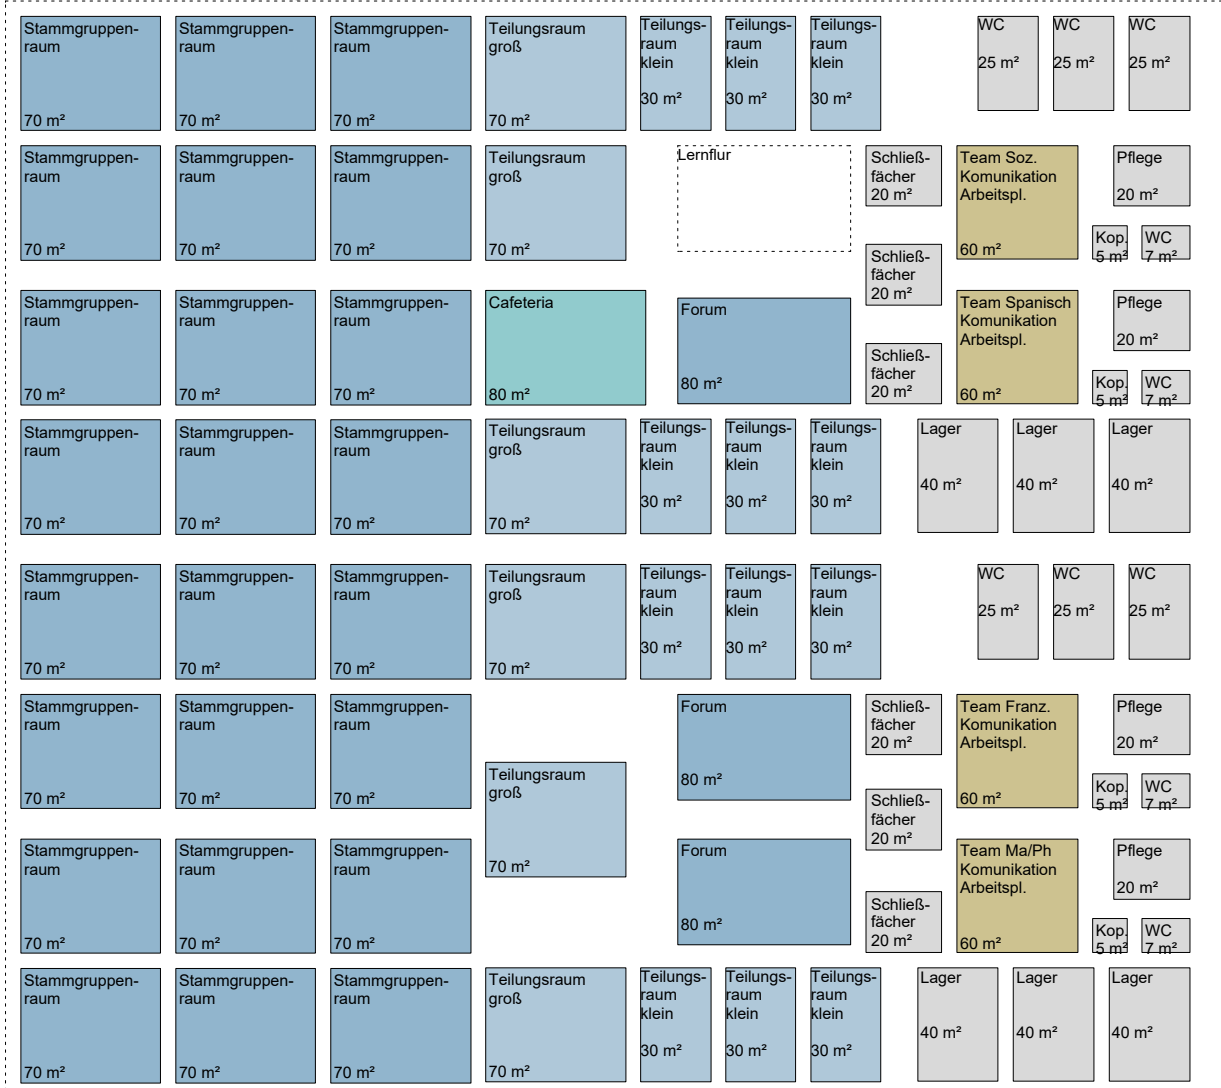 Stammgruppen-
raum
70 m²
Stammgruppen-
raum
70 m²
Stammgruppen-
raum
70 m²
Teilungsraum
groß
70 m²
Teilungs-
raum
klein
30 m²
Teilungs-
raum
klein
30 m²
Teilungs-
raum
klein
30 m²
WC
25 m²
WC
25 m²
WC
25 m²
Stammgruppen-
raum
70 m²
Stammgruppen-
raum
70 m²
Stammgruppen-
raum
70 m²
Teilungsraum
groß
70 m²
Lernflur
Schließ-
fächer
20 m²
Team Soz.
Komunikation
Arbeitspl.
60 m²
Pflege
20 m²
Kop.
5 m²
WC
7 m²
Schließ-
fächer
20 m²
Stammgruppen-
raum
70 m²
Stammgruppen-
raum
70 m²
Stammgruppen-
raum
70 m²
Cafeteria
80 m²
Forum
80 m²
Schließ-
fächer
20 m²
Team Spanisch
Komunikation
Arbeitspl.
60 m²
Pflege
20 m²
Kop.
5 m²
WC
7 m²
Stammgruppen-
raum
70 m²
Stammgruppen-
raum
70 m²
Stammgruppen-
raum
70 m²
Teilungsraum
groß
70 m²
Teilungs-
raum
klein
30 m²
Teilungs-
raum
klein
30 m²
Teilungs-
raum
klein
30 m²
Lager
40 m²
Lager
40 m²
Lager
40 m²
Stammgruppen-
raum
70 m²
Stammgruppen-
raum
70 m²
Stammgruppen-
raum
70 m²
Teilungsraum
groß
70 m²
Teilungs-
raum
klein
30 m²
Teilungs-
raum
klein
30 m²
Teilungs-
raum
klein
30 m²
WC
25 m²
WC
25 m²
WC
25 m²
Stammgruppen-
raum
70 m²
Stammgruppen-
raum
70 m²
Stammgruppen-
raum
70 m²
Teilungsraum
groß
70 m²
Forum
80 m²
Schließ-
fächer
20 m²
Team Franz.
Komunikation
Arbeitspl.
60 m²
Pflege
20 m²
Kop.
5 m²
WC
7 m²
Schließ-
fächer
20 m²
Stammgruppen-
raum
70 m²
Stammgruppen-
raum
70 m²
Stammgruppen-
raum
70 m²
Forum
80 m²
Schließ-
fächer
20 m²
Team Ma/Ph
Komunikation
Arbeitspl.
60 m²
Pflege
20 m²
Kop.
5 m²
WC
7 m²
Stammgruppen-
raum
70 m²
Stammgruppen-
raum
70 m²
Stammgruppen-
raum
70 m²
Teilungsraum
groß
70 m²
Teilungs-
raum
klein
30 m²
Teilungs-
raum
klein
30 m²
Teilungs-
raum
klein
30 m²
Lager
40 m²
Lager
40 m²
Lager
40 m²